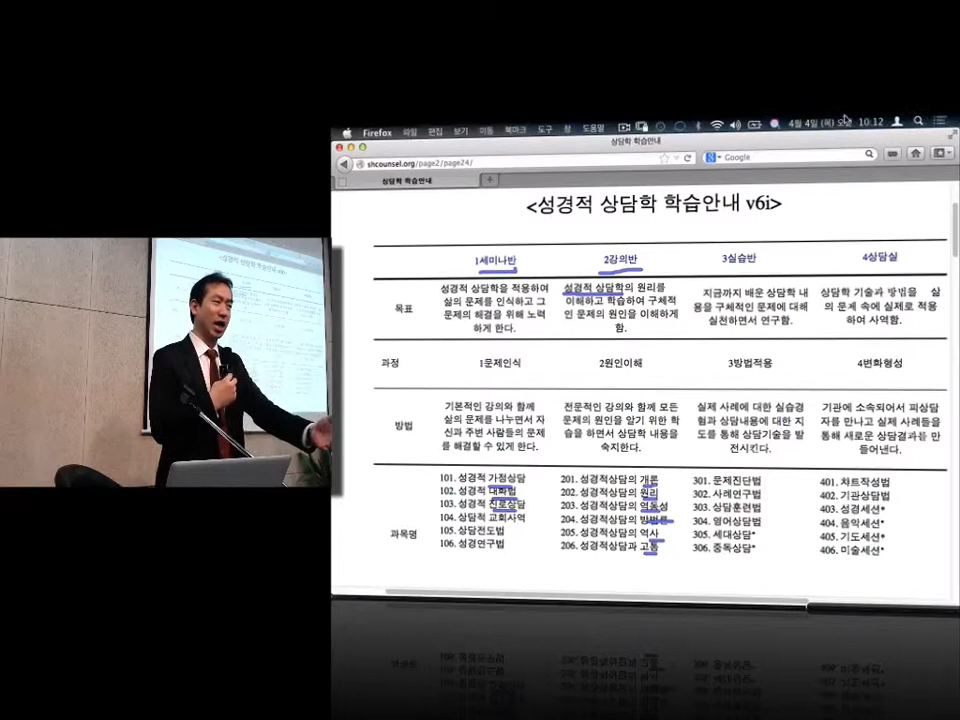 Firefox 파일 편집 보기 이동 북마크 도구 창 도움말 4월 4일 (폐) 10:12
상담학 학습안내
shcounsel.org/page2/page24/ Google
상담학 학습안내
<성경적 상담학 학습안내 v6i>
1세미나반 2강의반 3실습반 4상담실
목표
성경적 상담학을 적용하여
삶의 문제를 인식하고 그
문제의 해결을 위해 노력
하게 한다.
성경적 상담학의 원리를
이해하고 학습하여 구체적
인 문제의 원인을 이해하게
함.
지금까지 배운 상담학 내
용을 구체적인 문제에 대해
실천하면서 연구함.
상담학 기술과 방법을 삶
의 문제 속에 실제로 적용
하여 사역함.
과정 1문제인식 2원인이해 3방법적용 4변화형성
방법
기본적인 강의와 함께
삶의 문제를 나누면서 자
신과 주변 사람들의 문제
를 해결할 수 있게 한다.
전문적인 강의와 함께 모든
문제의 원인을 알기 위한 학
습을 하면서 상담학 내용을
숙지한다.
실제 사례에 대한 실습경
험과 상담내용에 대한 지
도를 통해 상담기술을 발
전시킨다.
기관에 소속되어서 피상담
자를 만나고 실제 사례들을
통해 새로운 상담결과를 만
들어낸다.
과목명
101. 성경적 가정상담
102. 성경적 대화법
103. 성경적 진로상담
104. 상담적 교회사역
105. 상담전도법
106. 성경연구법
201. 성경적상담의 개론
202. 성경적상담의 원리
203. 성경적상담의 역동성
204. 성경적상담의 방법론
205. 성경적상담의 역사
206. 성경적상담과 고통
301. 문제진단법
302. 사례연구법
303. 상담훈련법
304. 영어상담법
305. 세대상담*
306. 중독상담*
401. 차트작성법
402. 기관상담법
403. 성경세션*
404. 음악세션*
405. 기도세션*
406. 미술세션*